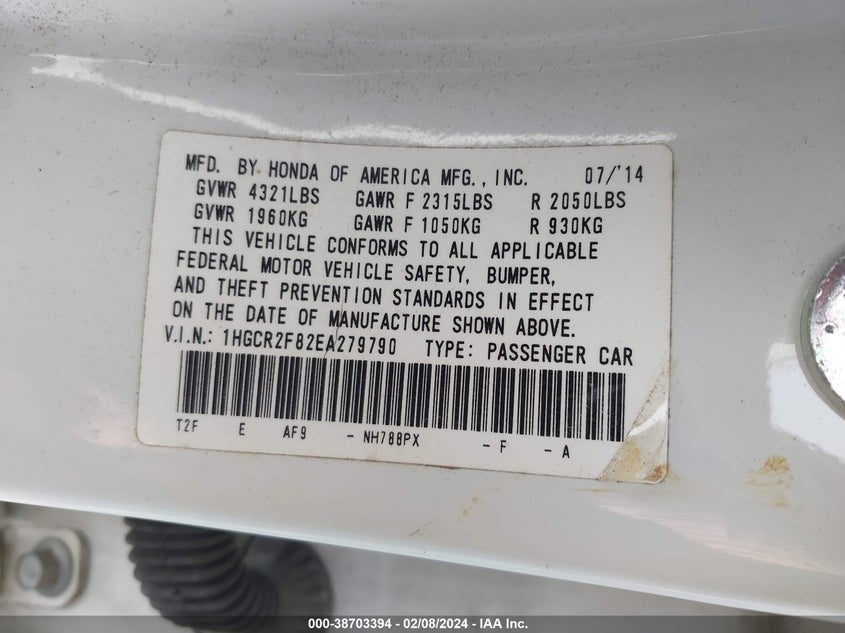 MFD. BY HONDA OF AMERICA MFG., INC. 07/'14
GVWR 4321LBS GAWR F 2315LBS R 2050LBS
GVWR 1960KG GAWR F 1050KG R 930KG
THIS VEHICLE CONFORMS TO ALL APPLICABLE
FEDERAL MOTOR VEHICLE SAFETY, BUMPER,
AND THEFT PREVENTION STANDARDS IN EFFECT
ON THE DATE OF MANUFACTURE SHOWN ABOVE.
V.I.N.: 1HGCR2F82EA279790 TYPE: PASSENGER CAR
T2F E AF9 - NH788PX - F - A
000-38703394 - 02/08/2024 - IAA Inc.